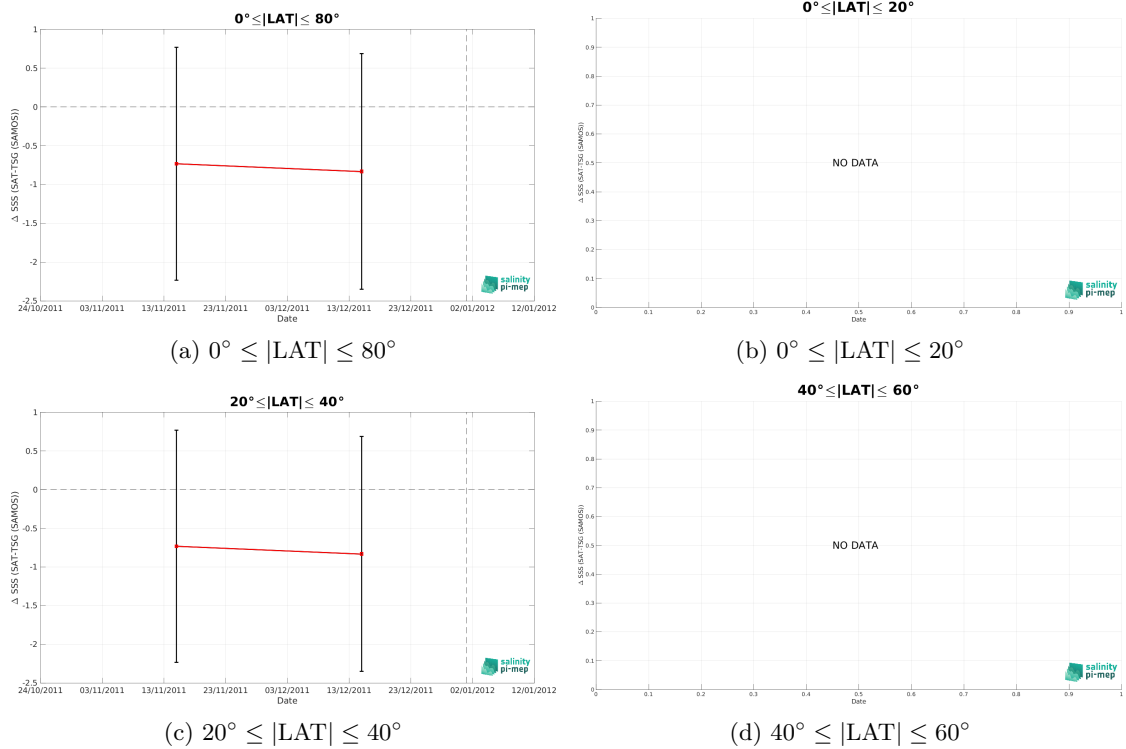 0°≤|LAT|≤ 80°
1
0.5
0
-0.5
-1
-1.5
-2
-2.5
Δ SSS (SAT-TSG (SAMOS))
24/10/2011 03/11/2011 13/11/2011 23/11/2011 03/12/2011 13/12/2011 23/12/2011 02/01/2012 12/01/2012
Date
salinity
pi-mep
(a) 0° ≤ |LAT| ≤ 80°
0°≤|LAT|≤ 20°
1
0.9
0.8
0.7
0.6
0.5
0.4
0.3
0.2
0.1
0
Δ SSS (SAT-TSG (SAMOS))
NO DATA
0 0.1 0.2 0.3 0.4 0.5 0.6 0.7 0.8 0.9 1
Date
salinity
pi-mep
(b) 0° ≤ |LAT| ≤ 20°
20°≤|LAT|≤ 40°
1
0.5
0
-0.5
-1
-1.5
-2
-2.5
Δ SSS (SAT-TSG (SAMOS))
24/10/2011 03/11/2011 13/11/2011 23/11/2011 03/12/2011 13/12/2011 23/12/2011 02/01/2012 12/01/2012
Date
salinity
pi-mep
(c) 20° ≤ |LAT| ≤ 40°
40°≤|LAT|≤ 60°
1
0.9
0.8
0.7
0.6
0.5
0.4
0.3
0.2
0.1
0
Δ SSS (SAT-TSG (SAMOS))
NO DATA
0 0.1 0.2 0.3 0.4 0.5 0.6 0.7 0.8 0.9 1
Date
salinity
pi-mep
(d) 40° ≤ |LAT| ≤ 60°